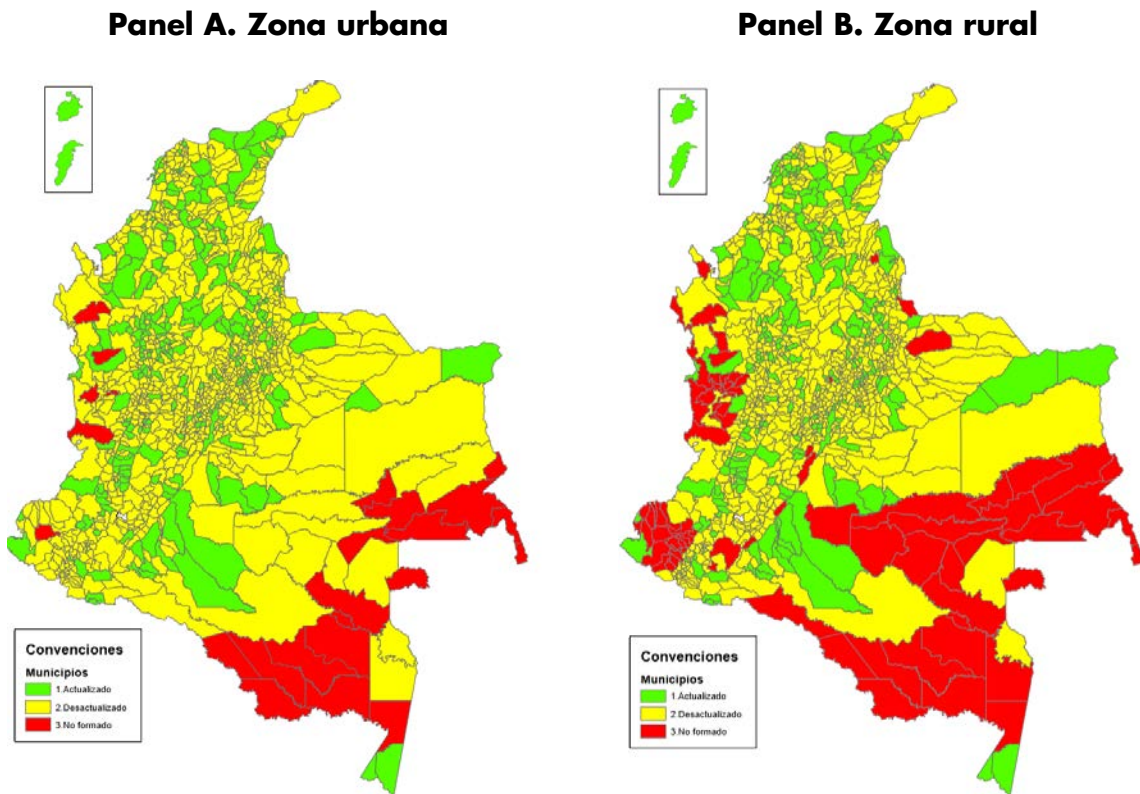 Panel A. Zona urbana
Panel B. Zona rural
Convenciones
Municipios
1.Actualizado
2.Desactualizado
3.No formado
Convenciones
Municipios
1.Actualizado
2.Desactualizado
3.No formado